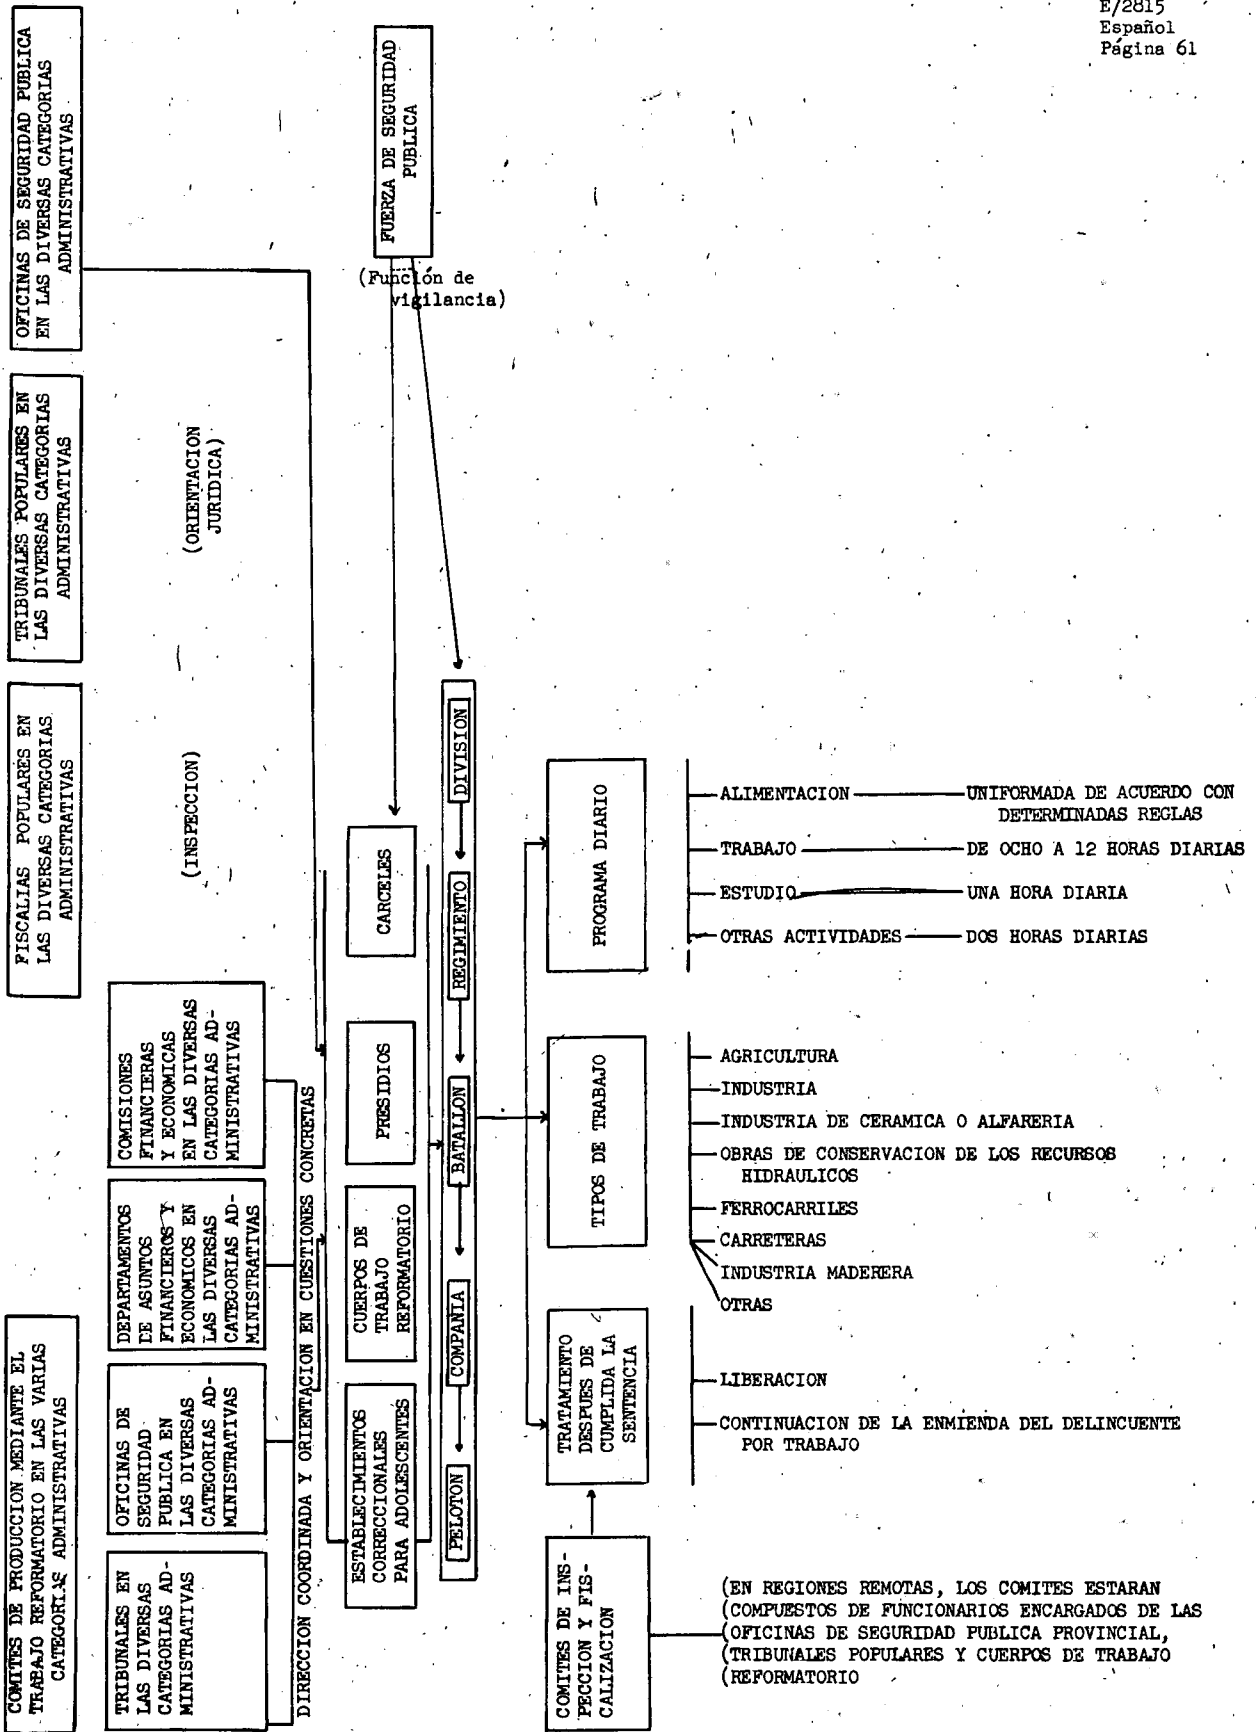 E/2815
Español
Página 61
COMITES DE PRODUCCION MEDIANTE EL
TRABAJO REFORMATORIO EN LAS VARIAS
CATEGORIAS ADMINISTRATIVAS
FISCALIAS POPULARES EN
LAS DIVERSAS CATEGORIAS
ADMINISTRATIVAS
TRIBUNALES POPULARES EN
LAS DIVERSAS CATEGORIAS
ADMINISTRATIVAS
OFICINAS DE SEGURIDAD PUBLICA
EN LAS DIVERSAS CATEGORIAS
ADMINISTRATIVAS
TRIBUNALES EN
LAS DIVERSAS
CATEGORIAS AD-
MINISTRATIVAS
OFICINAS DE
SEGURIDAD
PUBLICA EN
LAS DIVERSAS
CATEGORIAS AD-
MINISTRATIVAS
DEPARTAMENTOS
DE ASUNTOS
FINANCIEROS Y
ECONOMICOS EN
LAS DIVERSAS
CATEGORIAS AD-
MINISTRATIVAS
COMISIONES
FINANCIERAS
Y ECONOMICAS
EN LAS DIVERSAS
CATEGORIAS AD-
MINISTRATIVAS
(INSPECCION)
(ORIENTACION
JURIDICA)
DIRECCION COORDINADA Y ORIENTACION EN CUESTIONES CONCRETAS
ESTABLECIMIENTOS
CORRECCIONALES
PARA ADOLESCENTES
CUERPOS DE
TRABAJO
REFORMATORIO
PRESIDIOS
CARCELES
FUERZA DE SEGURIDAD
PUBLICA
(Función de
vigilancia)
PELOTON
COMPAÑIA
BATALLON
REGIMIENTO
DIVISION
COMITES DE INS-
PECCION Y FIS-
CALIZACION
TRATAMIENTO
DESPUES DE
CUMPLIDA LA
SENTENCIA
TIPOS DE TRABAJO
PROGRAMA DIARIO
ALIMENTACION
UNIFORMADA DE ACUERDO CON
DETERMINADAS REGLAS
TRABAJO
DE OCHO A 12 HORAS DIARIAS
ESTUDIO
UNA HORA DIARIA
OTRAS ACTIVIDADES
DOS HORAS DIARIAS
AGRICULTURA
INDUSTRIA
INDUSTRIA DE CERAMICA O ALFARERIA
OBRAS DE CONSERVACION DE LOS RECURSOS
HIDRAULICOS
FERROCARRILES
CARRETERAS
INDUSTRIA MADERERA
OTRAS
LIBERACION
CONTINUACION DE LA ENMIENDA DEL DELINCUENTE
POR TRABAJO
(EN REGIONES REMOTAS, LOS COMITES ESTARAN
(COMPUESTOS DE FUNCIONARIOS ENCARGADOS DE LAS
(OFICINAS DE SEGURIDAD PUBLICA PROVINCIAL,
(TRIBUNALES POPULARES Y CUERPOS DE TRABAJO
(REFORMATORIO